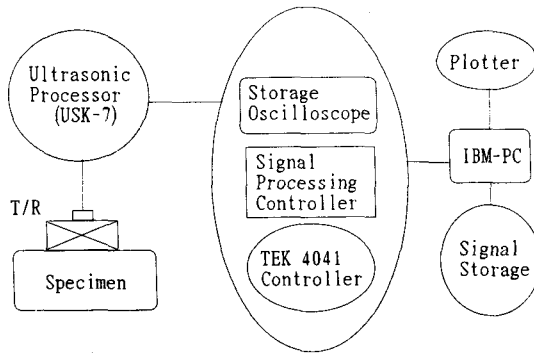 Ultrasonic
Processor
(USK-7)
T/R
Specimen
Storage
Oscilloscope
Signal
Processing
Controller
TEK 4041
Controller
Plotter
IBM-PC
Signal
Storage